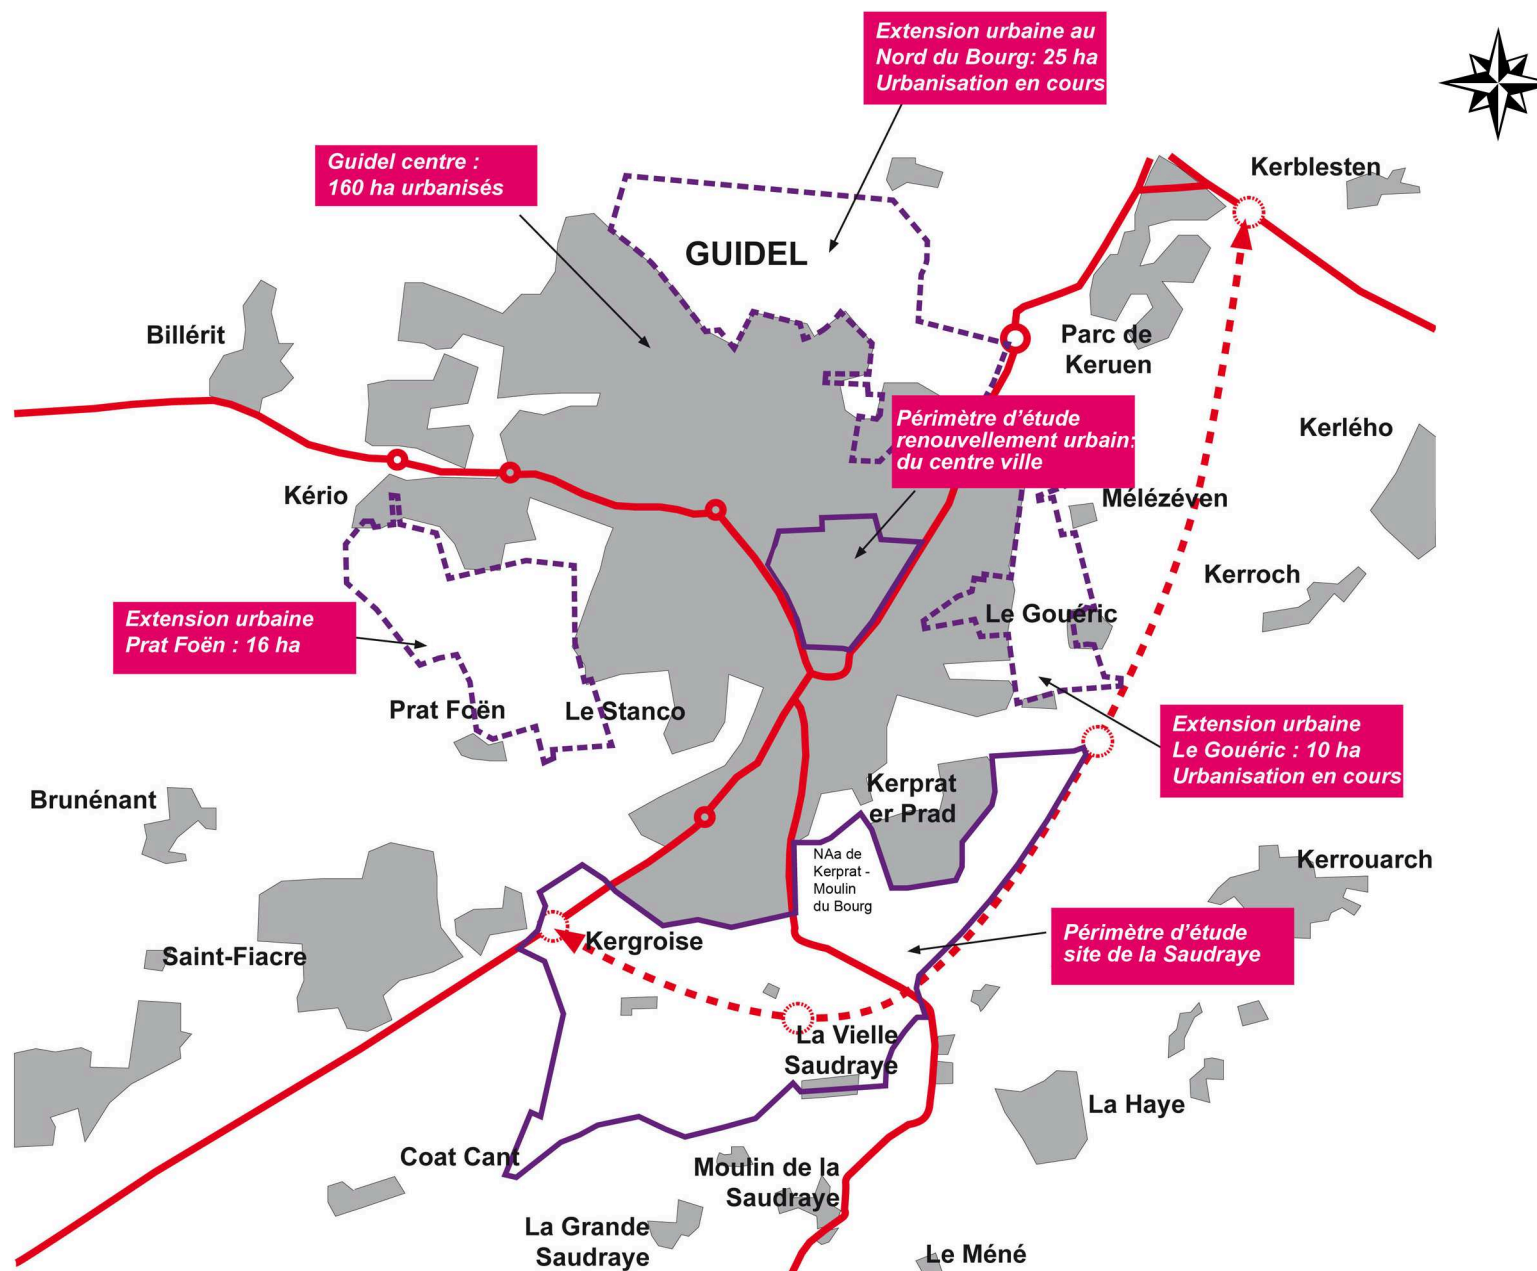 Extension urbaine au
Nord du Bourg: 25 ha
Urbanisation en cours
Guidel centre :
160 ha urbanisés
Kerblesten
GUIDEL
Billérit
Parc de
Keruen
Périmètre d'étude
renouvellement urbain:
du centre ville
Kerlého
Kério
Mélézéven
Kerroch
Extension urbaine
Prat Foën : 16 ha
Le Gouéric
Prat Foën
Le Stanco
Extension urbaine
Le Gouéric : 10 ha
Urbanisation en cours
Brunénant
Kerprat
er Prad
NAa de
Kerprat -
Moulin
du Bourg
Kerrouarch
Saint-Fiacre
Kergroise
Périmètre d'étude
site de la Saudraye
La Vielle
Saudraye
La Haye
Coat Cant
Moulin de la
Saudraye
La Grande
Saudraye
Le Méné